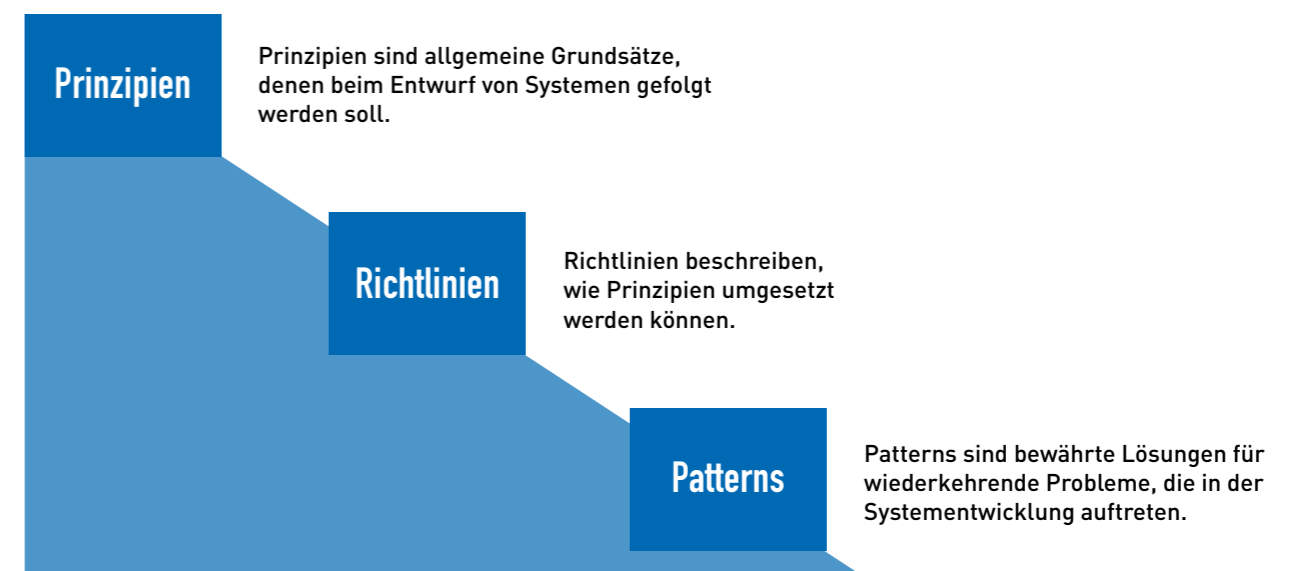 Prinzipien
Prinzipien sind allgemeine Grundsätze,
denen beim Entwurf von Systemen gefolgt
werden soll.
Richtlinien
Richtlinien beschreiben,
wie Prinzipien umgesetzt
werden können.
Patterns
Patterns sind bewährte Lösungen für
wiederkehrende Probleme, die in der
Systementwicklung auftreten.